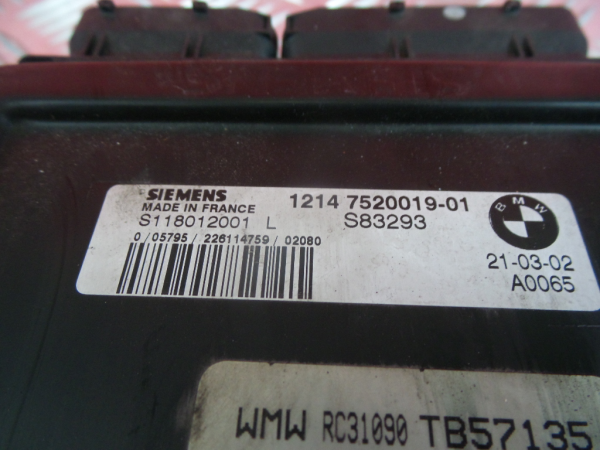 SIEMENS 1214 7520019-01
MADE IN FRANCE
S118012001 L S83293
BMW
0/05795/226114759/02080
21-03-02
A0065
WMW RC31090 TB57135